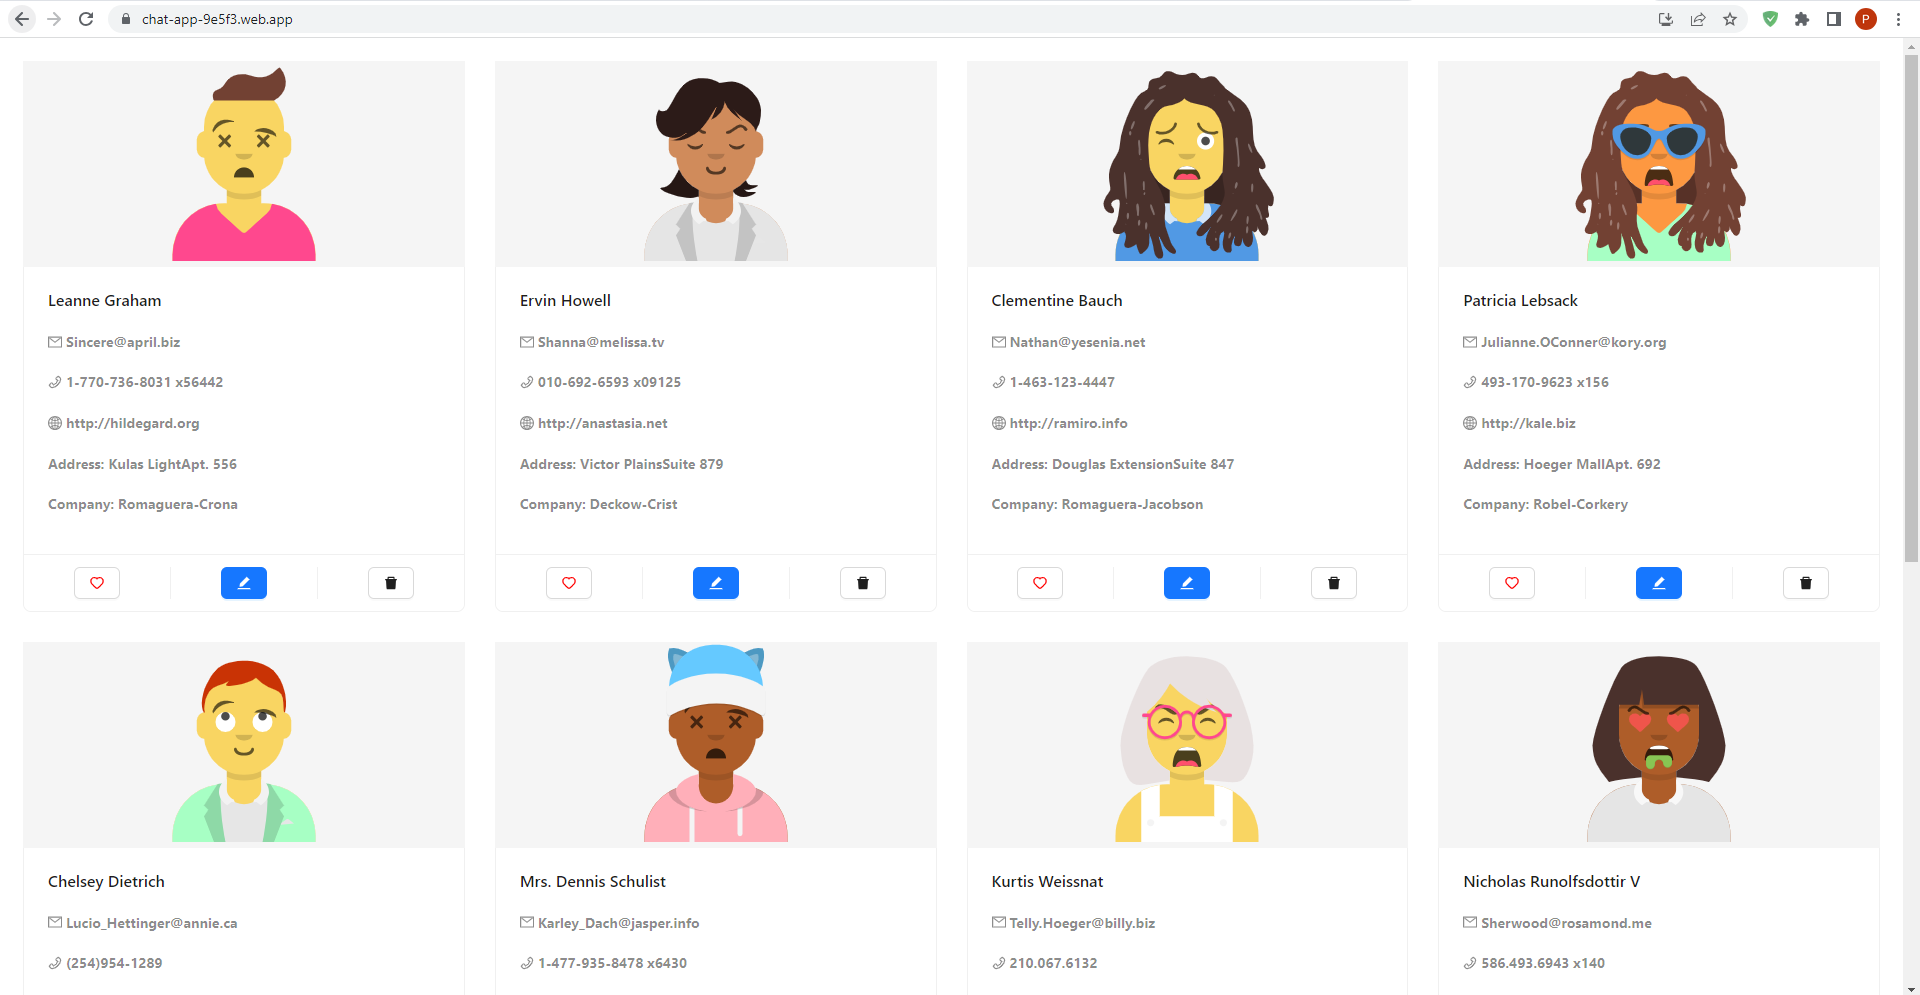 chat-app-9e5f3.web.app
P
Leanne Graham
Sincere@april.biz
1-770-736-8031 x56442
http://hildegard.org
Address: Kulas LightApt. 556
Company: Romaguera-Crona
Ervin Howell
Shanna@melissa.tv
010-692-6593 x09125
http://anastasia.net
Address: Victor PlainsSuite 879
Company: Deckow-Crist
Clementine Bauch
Nathan@yesenia.net
1-463-123-4447
http://ramiro.info
Address: Douglas ExtensionSuite 847
Company: Romaguera-Jacobson
Patricia Lebsack
Julianne.OConner@kory.org
493-170-9623 x156
http://kale.biz
Address: Hoeger MallApt. 692
Company: Robel-Corkery
Chelsey Dietrich
Lucio_Hettinger@annie.ca
(254)954-1289
Mrs. Dennis Schulist
Karley_Dach@jasper.info
1-477-935-8478 x6430
Kurtis Weissnat
Telly.Hoeger@billy.biz
210.067.6132
Nicholas Runolfsdottir V
Sherwood@rosamond.me
586.493.6943 x140